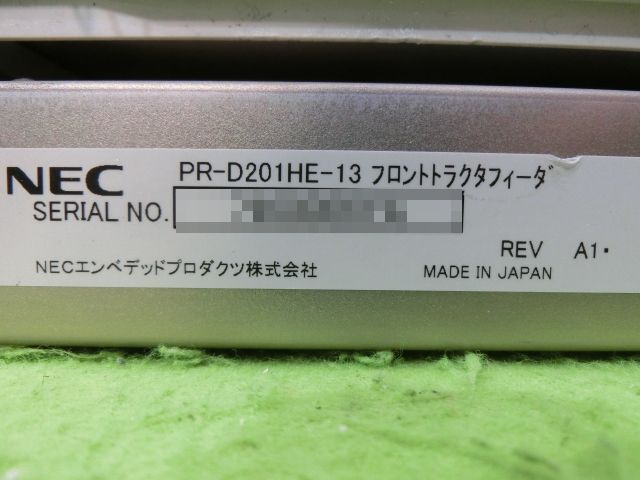 NEC PR-D201HE-13 フロントトラクタフィーダ
SERIAL NO.
REV A1
NECエンベデッドプロダクツ株式会社 MADE IN JAPAN